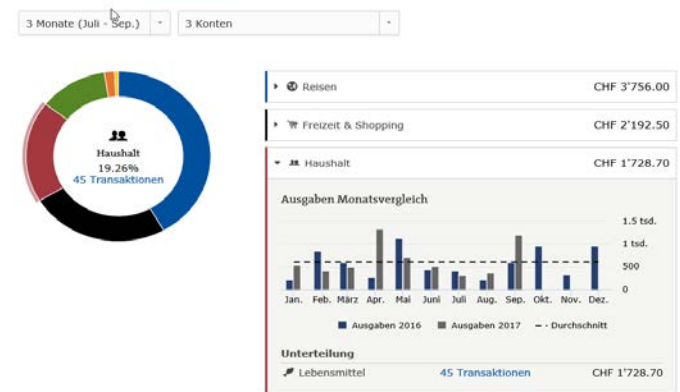 3 Monate (Juli - Sep.)
3 Konten
Haushalt
19.26%
45 Transaktionen
Reisen CHF 3'756.00
Freizeit & Shopping CHF 2'192.50
Haushalt CHF 1'728.70
Ausgaben Monatsvergleich
1.5 tsd.
1 tsd.
500
0
Jan. Feb. März Apr. Mai Juni Juli Aug. Sep. Okt. Nov. Dez.
Ausgaben 2016 Ausgaben 2017 Durchschnitt
Unterteilung
Lebensmittel 45 Transaktionen CHF 1'728.70